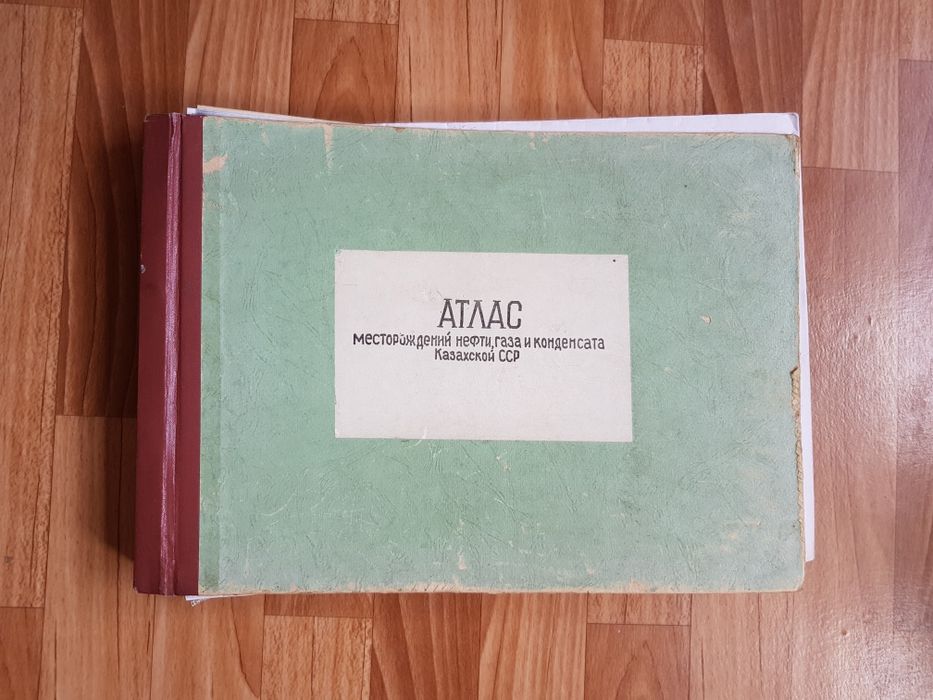 АТЛАС
месторождений нефти, газа и конденсата
Казахской ССР